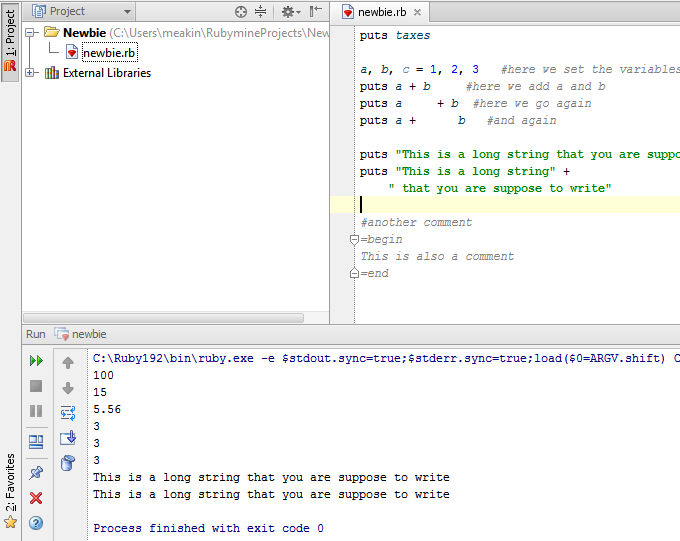 1: Project
Project
Newbie (C:\Users\meakin\RubymineProjects\New
newbie.rb
External Libraries
newbie.rb
puts taxes
a, b, c = 1, 2, 3   #here we set the variables
puts a + b     #here we add a and b
puts a     + b  #here we go again
puts a +      b   #and again
puts "This is a long string that you are suppo
puts "This is a long string" +
    " that you are suppose to write"
#another comment
=begin
This is also a comment
=end
Run newbie
C:\Ruby192\bin\ruby.exe -e $stdout.sync=true;$stderr.sync=true;load($0=ARGV.shift) C
100
15
5.56
3
3
3
This is a long string that you are suppose to write
This is a long string that you are suppose to write
Process finished with exit code 0
2: Favorites